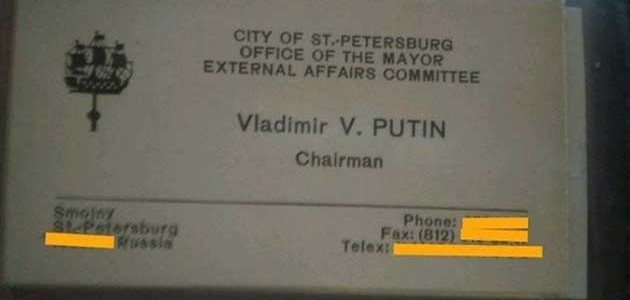 CITY OF ST.-PETERSBURG
OFFICE OF THE MAYOR
EXTERNAL AFFAIRS COMMITTEE
Vladimir V. PUTIN
Chairman
Smolny
St.-Petersburg
Russia
Phone:
Fax: (812)
Telex: